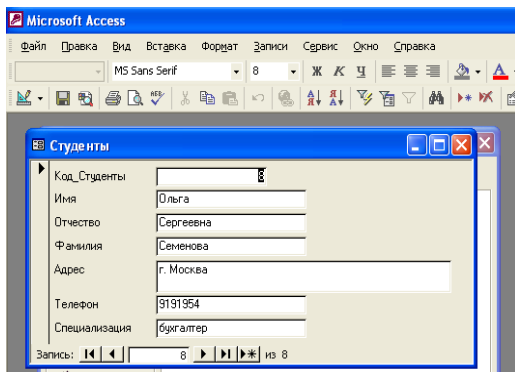 Microsoft Access
Файл Правка Вид Вставка Формат Записи Сервис Окно Справка
MS Sans Serif 8 Ж К Ч
Студенты
Код_Студенты 8
Имя Ольга
Отчество Сергеевна
Фамилия Семенова
Адрес г. Москва
Телефон 9191954
Специализация бухгалтер
Запись: 8 из 8